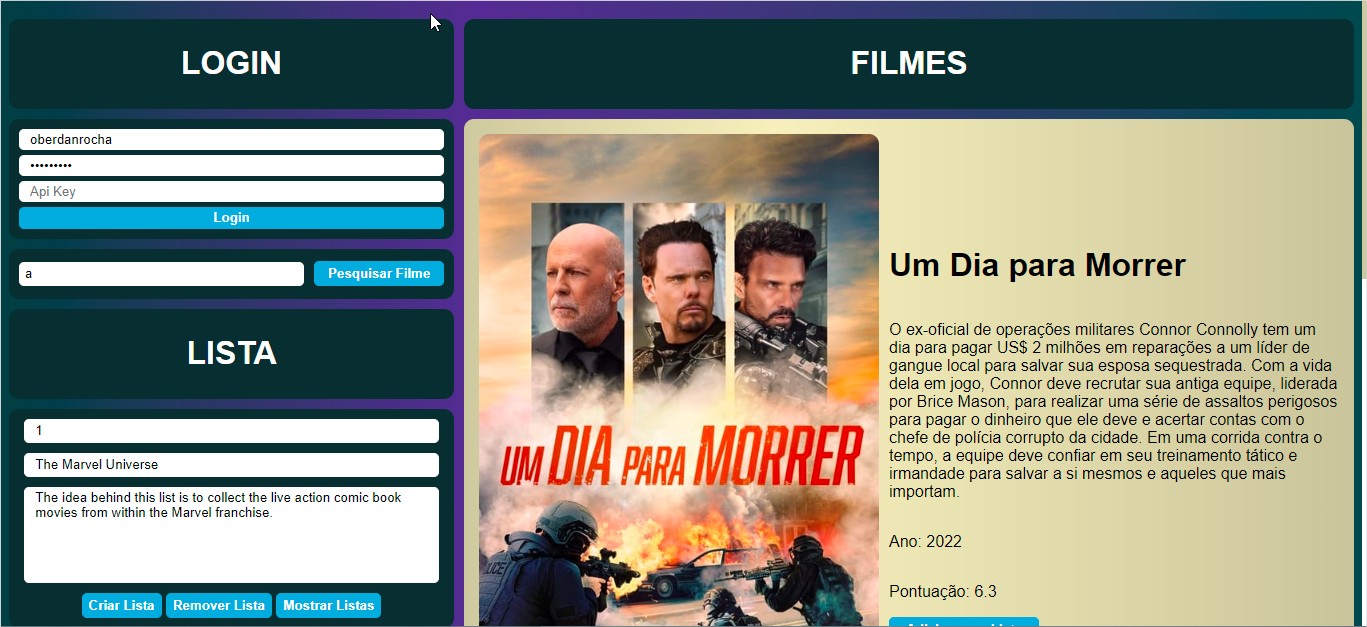 LOGIN
oberdanrocha
•••••••••
Api Key
Login
a
Pesquisar Filme
LISTA
1
The Marvel Universe
The idea behind this list is to collect the live action comic book
movies from within the Marvel franchise.
Criar Lista
Remover Lista
Mostrar Listas
FILMES
UM DIA PARA MORRER
Um Dia para Morrer
O ex-oficial de operações militares Connor Connolly tem um
dia para pagar US$ 2 milhões em reparações a um líder de
gangue local para salvar sua esposa sequestrada. Com a vida
dela em jogo, Connor deve recrutar sua antiga equipe, liderada
por Brice Mason, para realizar uma série de assaltos perigosos
para pagar o dinheiro que ele deve e acertar contas com o
chefe de polícia corrupto da cidade. Em uma corrida contra o
tempo, a equipe deve confiar em seu treinamento tático e
irmandade para salvar a si mesmos e aqueles que mais
importam.
Ano: 2022
Pontuação: 6.3